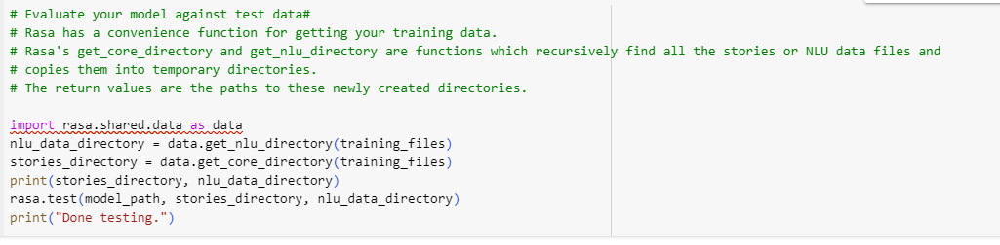 # Evaluate your model against test data#
# Rasa has a convenience function for getting your training data.
# Rasa's get_core_directory and get_nlu_directory are functions which recursively find all the stories or NLU data files and
# copies them into temporary directories.
# The return values are the paths to these newly created directories.
import rasa.shared.data as data
nlu_data_directory = data.get_nlu_directory(training_files)
stories_directory = data.get_core_directory(training_files)
print(stories_directory, nlu_data_directory)
rasa.test(model_path, stories_directory, nlu_data_directory)
print("Done testing.")